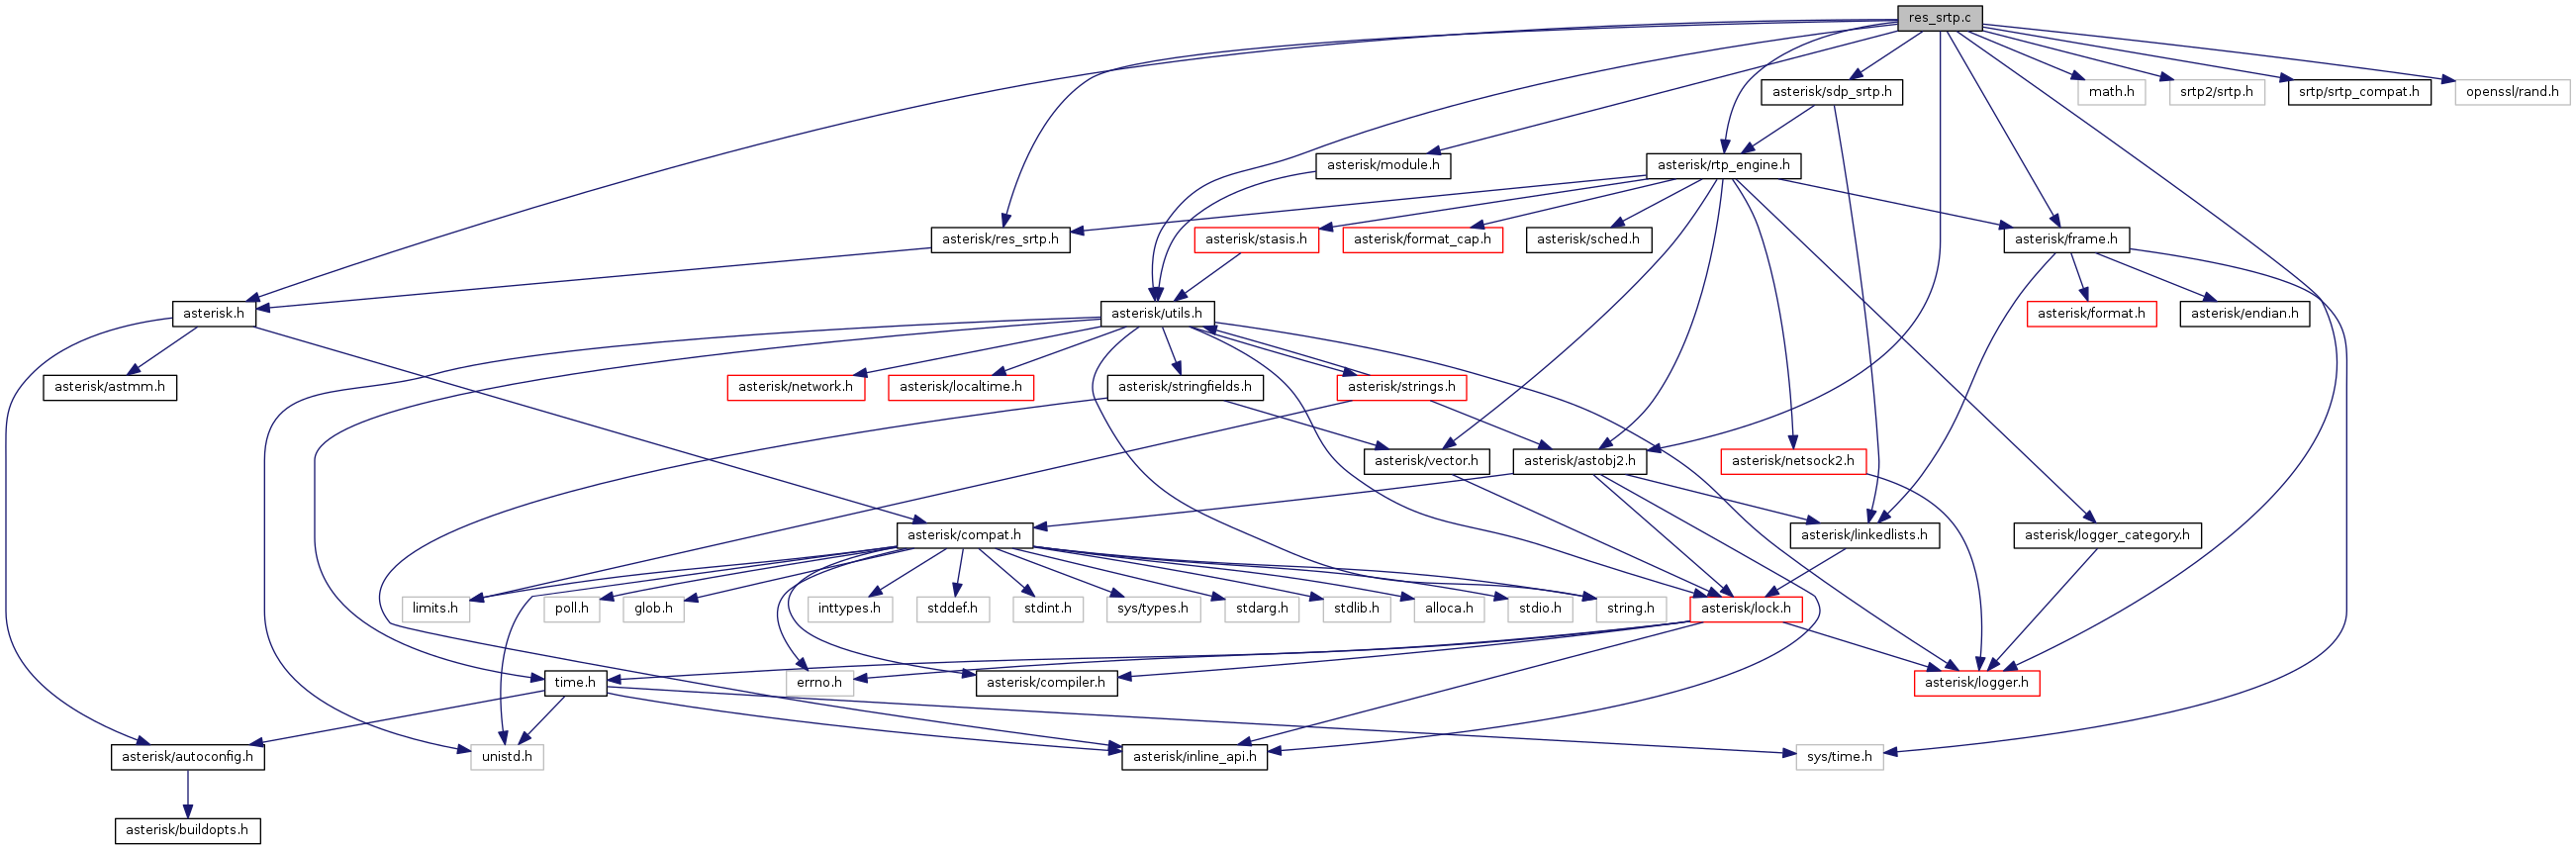 res_srtp.c
asterisk/sdp_srtp.h
math.h
srtp2/srtp.h
srtp/srtp_compat.h
openssl/rand.h
asterisk/module.h
asterisk/rtp_engine.h
asterisk/res_srtp.h
asterisk/stasis.h
asterisk/format_cap.h
asterisk/sched.h
asterisk/frame.h
asterisk.h
asterisk/utils.h
asterisk/format.h
asterisk/endian.h
asterisk/astmm.h
asterisk/network.h
asterisk/localtime.h
asterisk/stringfields.h
asterisk/strings.h
asterisk/vector.h
asterisk/astobj2.h
asterisk/netsock2.h
asterisk/compat.h
asterisk/linkedlists.h
asterisk/logger_category.h
limits.h
poll.h
glob.h
inttypes.h
stddef.h
stdint.h
sys/types.h
stdarg.h
stdlib.h
alloca.h
stdio.h
string.h
asterisk/lock.h
time.h
errno.h
asterisk/compiler.h
asterisk/logger.h
asterisk/autoconfig.h
unistd.h
asterisk/inline_api.h
sys/time.h
asterisk/buildopts.h